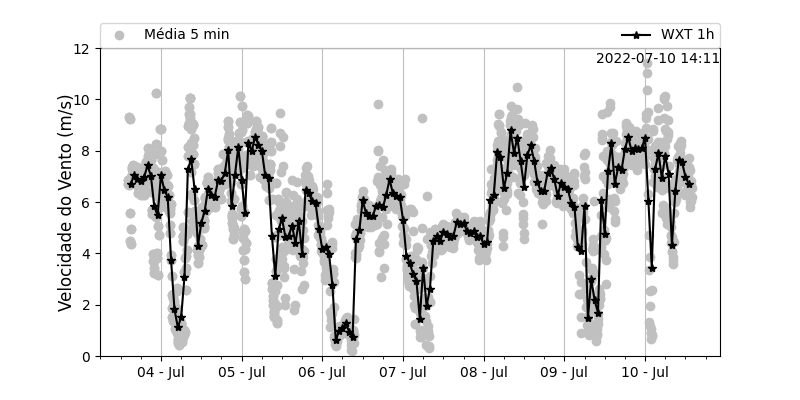 Média 5 min
WXT 1h
2022-07-10 14:11
Velocidade do Vento (m/s)
12
10
8
6
4
2
0
04 - Jul
05 - Jul
06 - Jul
07 - Jul
08 - Jul
09 - Jul
10 - Jul